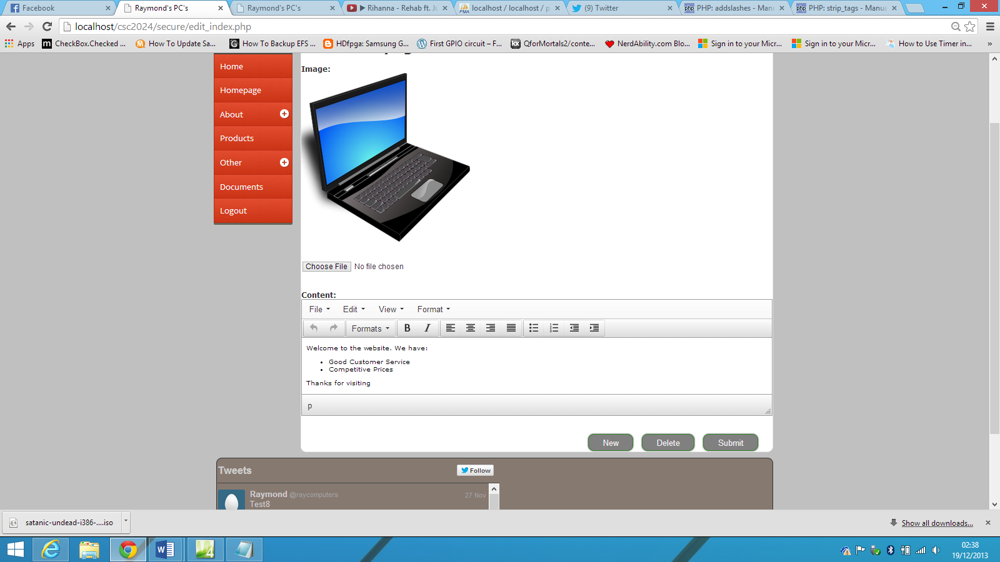 Facebook
Raymond's PC's
Raymond's PC's
Rihanna - Rehab ft. Ju
localhost / localhost / p
(9) Twitter
PHP: addslashes - Manu
PHP: strip_tags - Manua
localhost/csc2024/secure/edit_index.php
Apps
CheckBox.Checked ...
How To Update Sa...
How To Backup EFS ...
HDfpga: Samsung G...
First GPIO circuit – F...
QforMortals2/conte...
NerdAbility.com Blo...
Sign in to your Micr...
Sign in to your Micr...
How to Use Timer in...
»
Home
Homepage
About
Products
Other
Documents
Logout
Image:
Choose File No file chosen
Content:
File Edit View Format
Formats B I
Welcome to the website. We have:
• Good Customer Service
• Competitive Prices
Thanks for visiting
p
New Delete Submit
Tweets
Follow
Raymond @raycomputers 27 Nov
Test8
satanic-undead-i386-....iso
Show all downloads...
02:38
19/12/2013